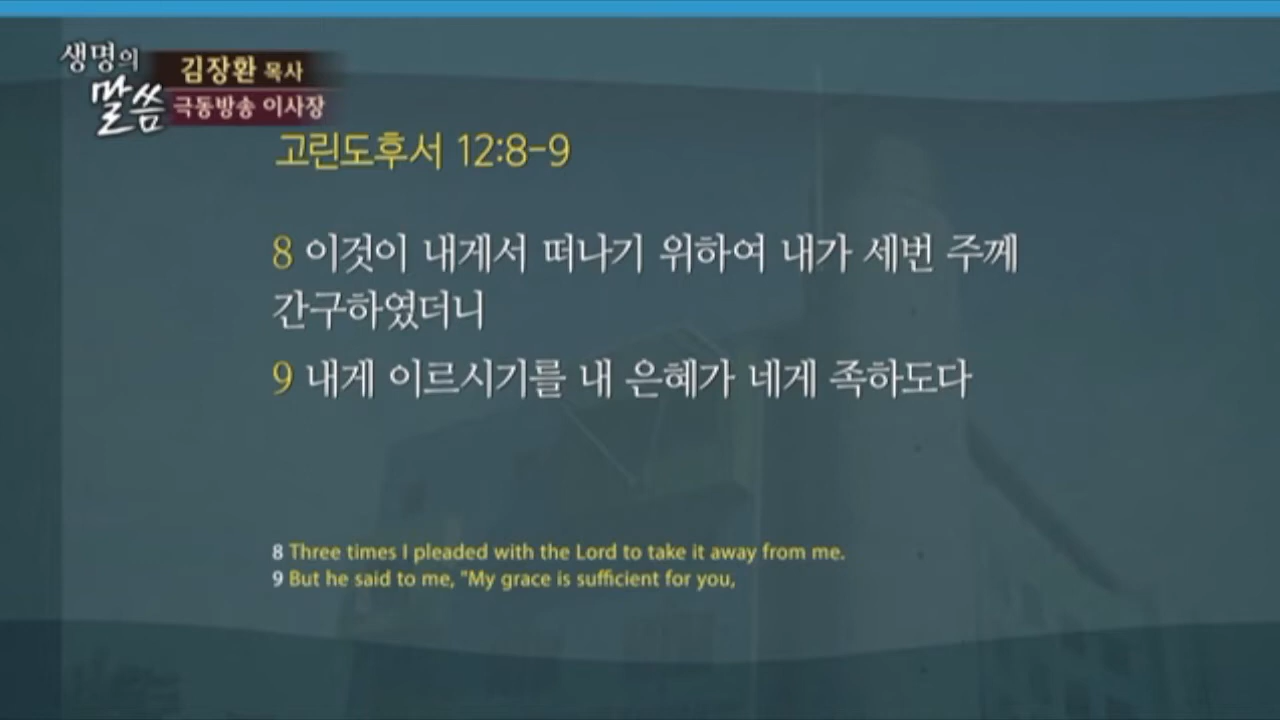 생명의
말씀
김장환 목사
극동방송 이사장
고린도후서 12:8-9
8 이것이 내게서 떠나기 위하여 내가 세번 주께
간구하였더니
9 내게 이르시기를 내 은혜가 네게 족하도다
8 Three times I pleaded with the Lord to take it away from me.
9 But he said to me, "My grace is sufficient for you,